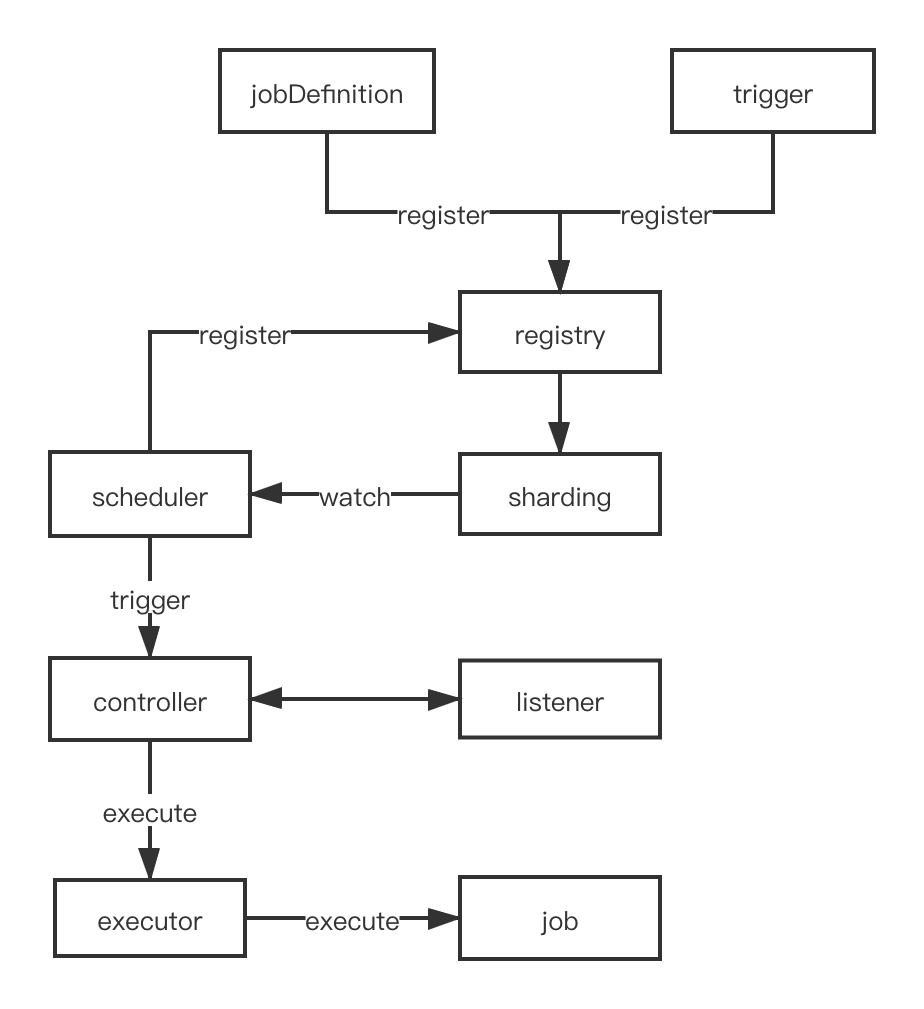 jobDefinition
trigger
register
register
register
registry
scheduler
watch
sharding
trigger
controller
listener
execute
executor
execute
job